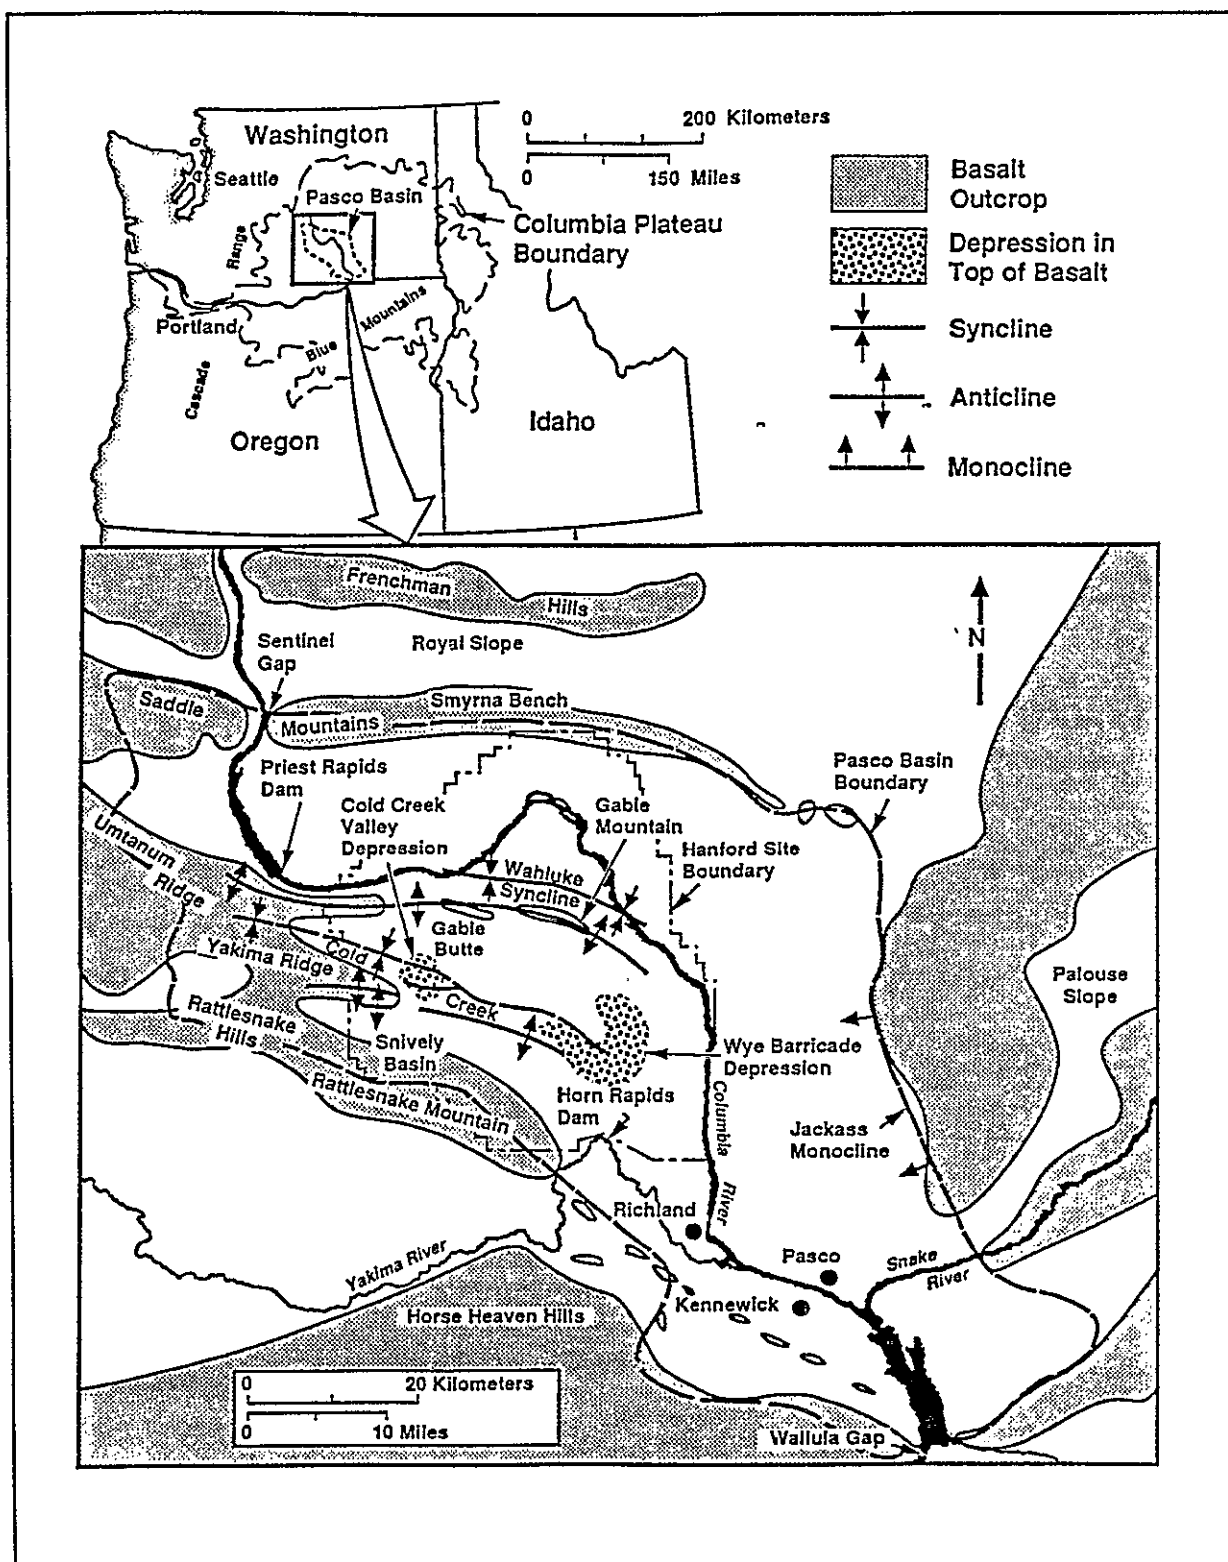 Washington
Seattle
Pasco Basin
Range
Portland
Cascade
Blue
Mountains
Oregon
Idaho
0 200 Kilometers
0 150 Miles
Columbia Plateau
Boundary
Basalt
Outcrop
Depression in
Top of Basalt
Syncline
Anticline
Monocline
Frenchman
Hills
Royal Slope
Sentinel
Gap
N
Saddle
Mountains
Smyrna Bench
Priest Rapids
Dam
Cold Creek
Valley
Depression
Gable
Mountain
Hanford Site
Boundary
Pasco Basin
Boundary
Umtanum
Ridge
Wahluke
Syncline
Gable
Butte
Cold
Creek
Yakima Ridge
Rattlesnake
Hills
Snively
Basin
Rattlesnake Mountain
Horn Rapids
Dam
Wye Barricade
Depression
Palouse
Slope
Jackass
Monocline
Columbia
River
Richland
Pasco
Kennewick
Snake
River
Yakima River
Horse Heaven Hills
0 20 Kilometers
0 10 Miles
Wallula Gap